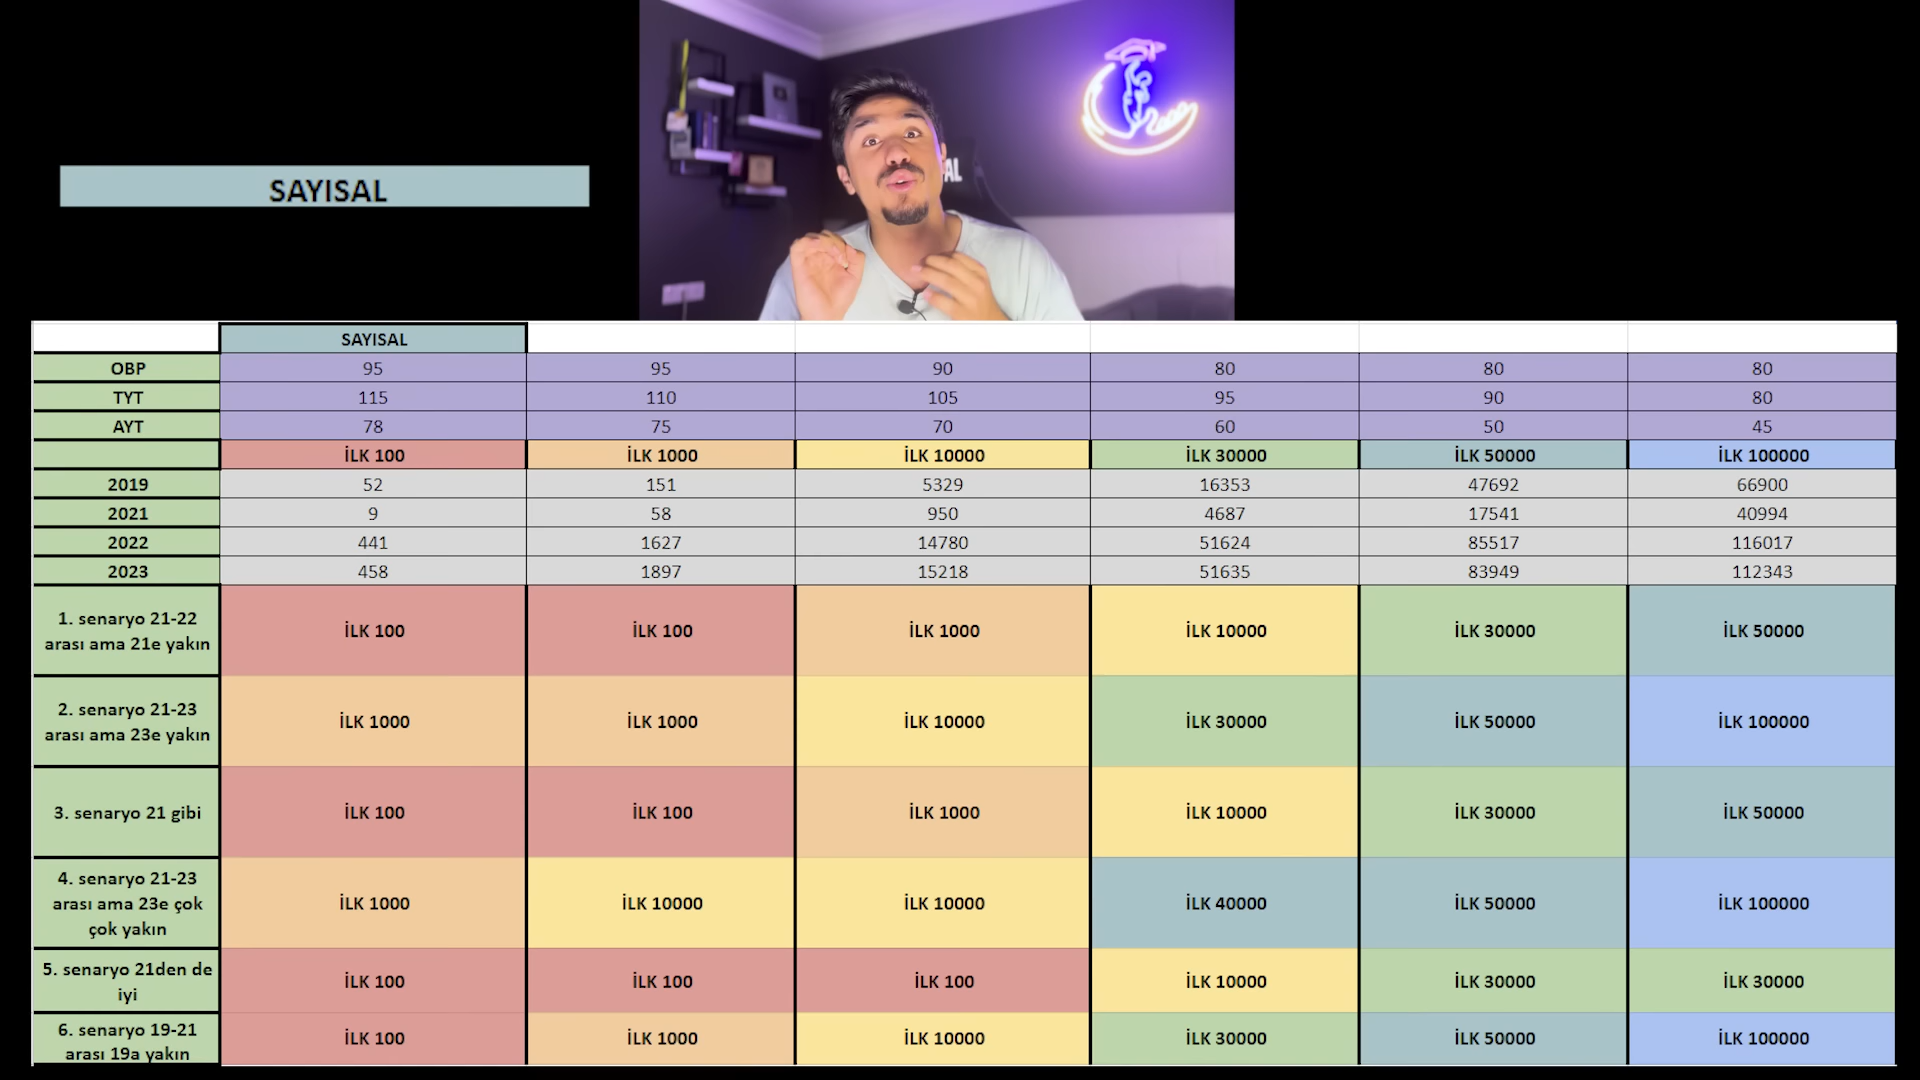 SAYISAL
AL
SAYISAL
OBP 95 95 90 80 80 80
TYT 115 110 105 95 90 80
AYT 78 75 70 60 50 45
İLK 100 İLK 1000 İLK 10000 İLK 30000 İLK 50000 İLK 100000
2019 52 151 5329 16353 47692 66900
2021 9 58 950 4687 17541 40994
2022 441 1627 14780 51624 85517 116017
2023 458 1897 15218 51635 83949 112343
1. senaryo 21-22
arası ama 21e yakın
İLK 100 İLK 100 İLK 1000 İLK 10000 İLK 30000 İLK 50000
2. senaryo 21-23
arası ama 23e yakın
İLK 1000 İLK 1000 İLK 10000 İLK 30000 İLK 50000 İLK 100000
3. senaryo 21 gibi İLK 100 İLK 100 İLK 1000 İLK 10000 İLK 30000 İLK 50000
4. senaryo 21-23
arası ama 23e çok
çok yakın
İLK 1000 İLK 10000 İLK 10000 İLK 40000 İLK 50000 İLK 100000
5. senaryo 21den de
iyi
İLK 100 İLK 100 İLK 100 İLK 10000 İLK 30000 İLK 30000
6. senaryo 19-21
arası 19a yakın
İLK 100 İLK 1000 İLK 10000 İLK 30000 İLK 50000 İLK 100000